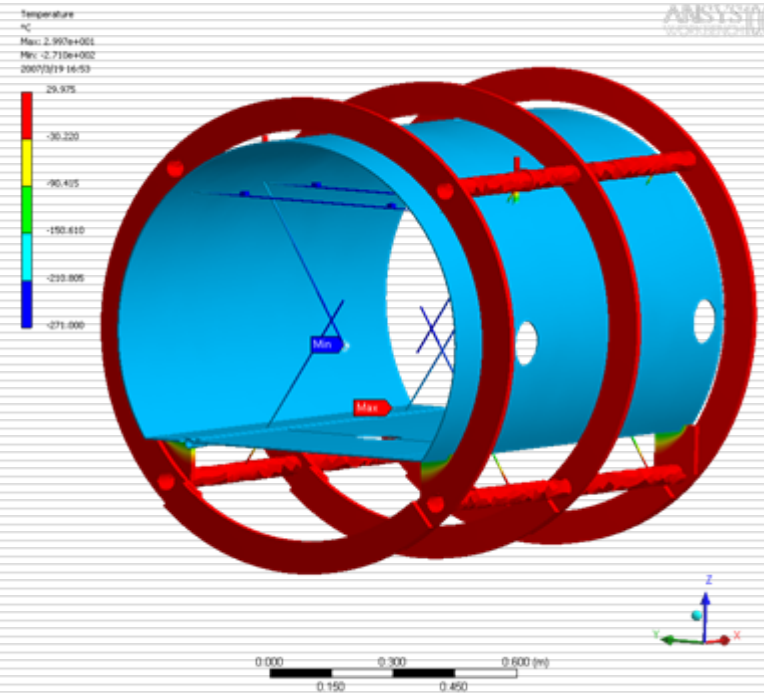 Temperature
°C
Max: 2.997e+001
Min: -2.710e+002
2007/3/19 16:53
29.975
-30.220
-90.415
-150.610
-210.805
-271.000
ANSYS
WORKBENCH
Min
Max
Z
Y
X
0.000
0.300
0.600 (m)
0.150
0.450